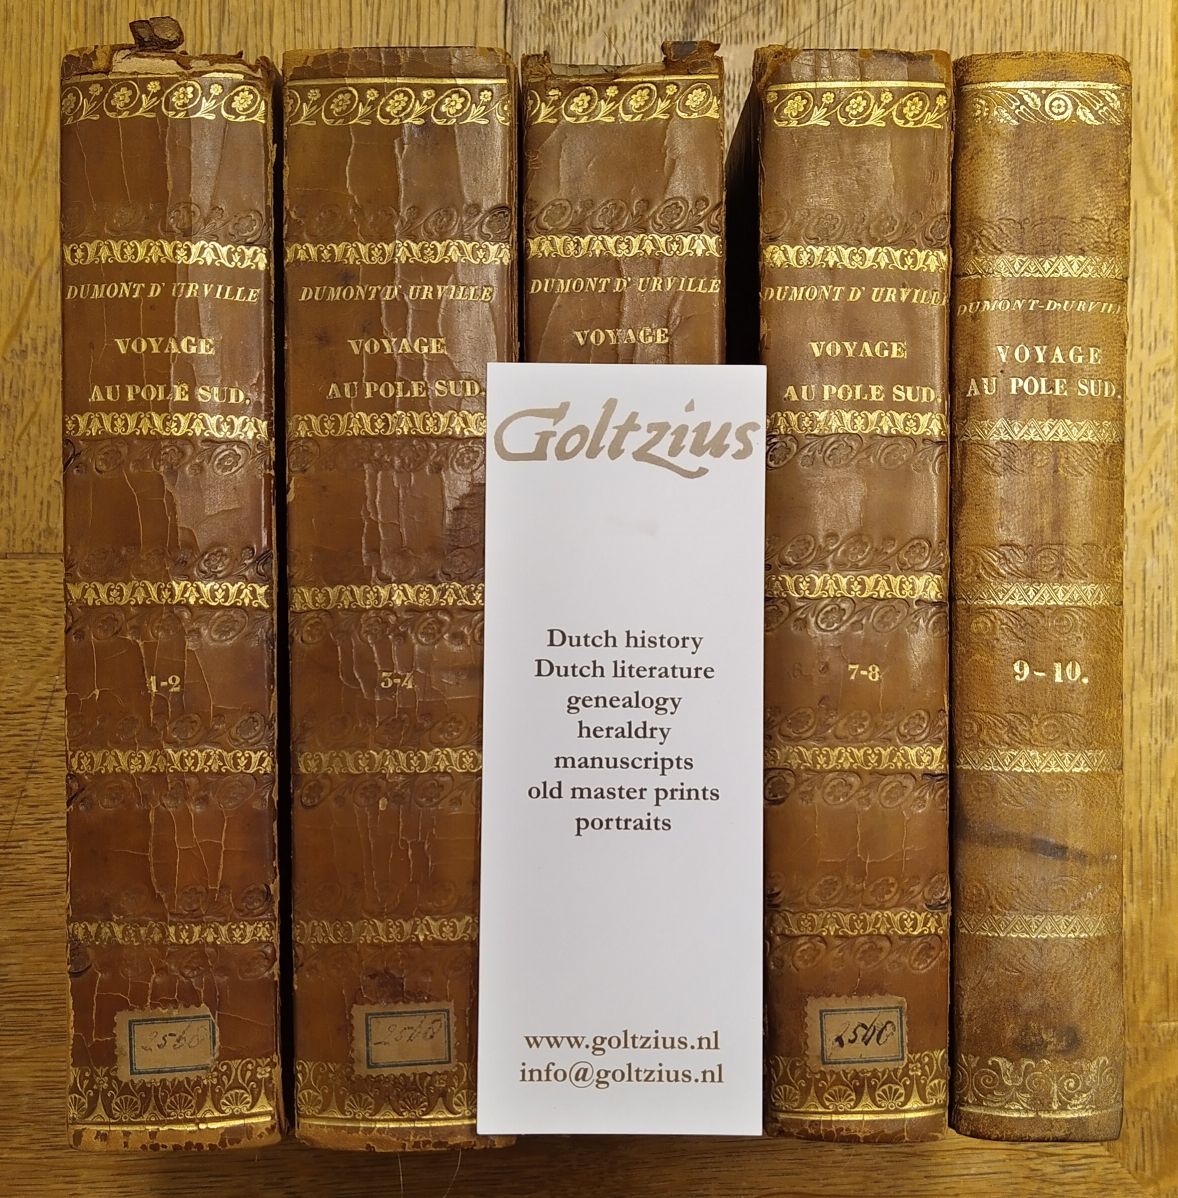 DUMONT D' URVILLE
VOYAGE
AU POLE SUD.
1-2
DUMONT D' URVILLE
VOYAGE
AU POLE SUD.
3-4
DUMONT D' URVILLE
VOYAGE
Goltzius
Dutch history
Dutch literature
genealogy
heraldry
manuscripts
old master prints
portraits
www.goltzius.nl
info@goltzius.nl
DUMONT D' URVILLE
VOYAGE
AU POLE SUD.
7-8
2540
DUMONT-D'URVILLE
VOYAGE
AU POLE SUD.
9-10.